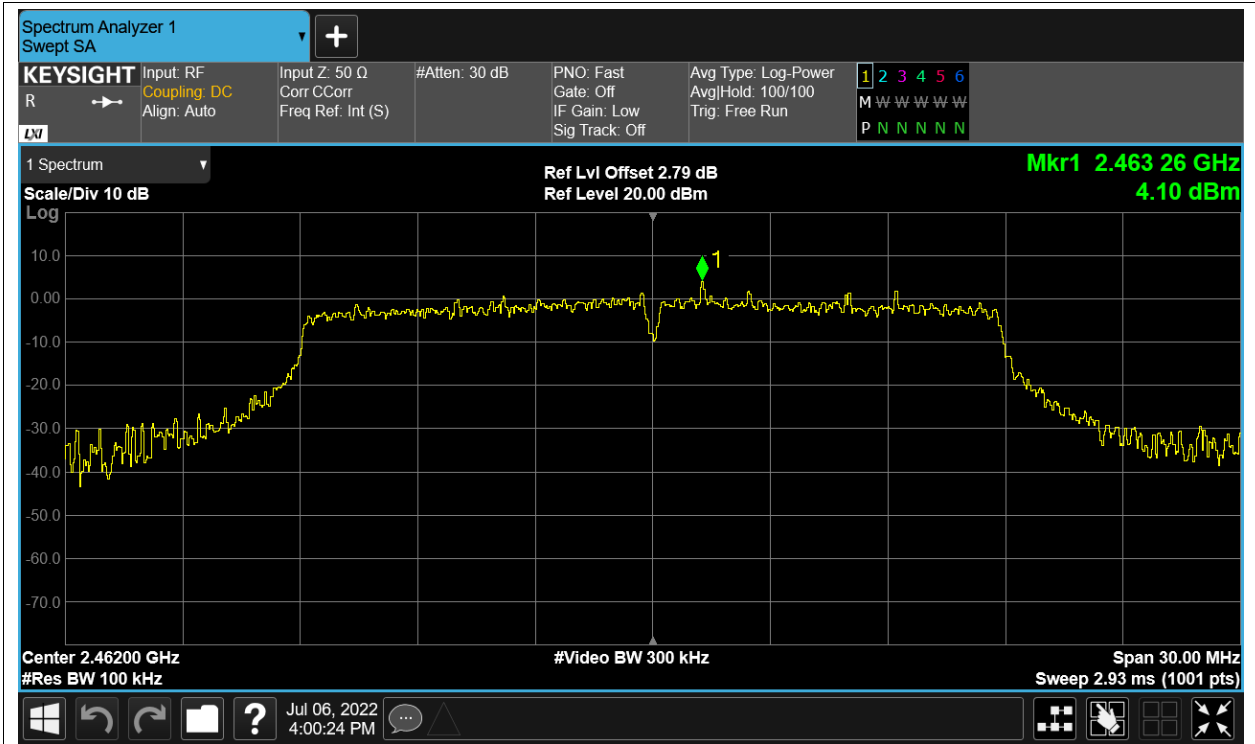 Spectrum Analyzer 1
Swept SA
KEYSIGHT
R
LXI
Input: RF
Coupling: DC
Align: Auto
Input Z: 50 Ω
Corr CCorr
Freq Ref: Int (S)
#Atten: 30 dB
PNO: Fast
Gate: Off
IF Gain: Low
Sig Track: Off
Avg Type: Log-Power
Avg|Hold: 100/100
Trig: Free Run
1 2 3 4 5 6
M W W W W W
P N N N N N
1 Spectrum
Scale/Div 10 dB
Ref Lvl Offset 2.79 dB
Ref Level 20.00 dBm
Mkr1 2.463 26 GHz
4.10 dBm
Log
10.0
0.00
-10.0
-20.0
-30.0
-40.0
-50.0
-60.0
-70.0
1
Center 2.46200 GHz
#Res BW 100 kHz
#Video BW 300 kHz
Span 30.00 MHz
Sweep 2.93 ms (1001 pts)
?
Jul 06, 2022
4:00:24 PM